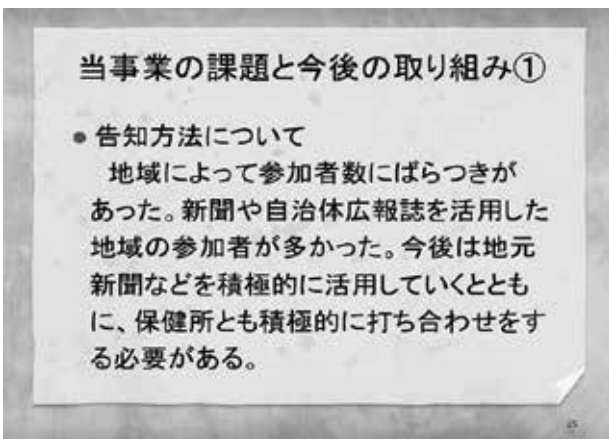 当事業の課題と今後の取り組み①
● 告知方法について
地域によって参加者数にばらつきが
あった。新聞や自治体広報誌を活用した
地域の参加者が多かった。今後は地元
新聞などを積極的に活用していくととも
に、保健所とも積極的に打ち合わせをす
る必要がある。
25